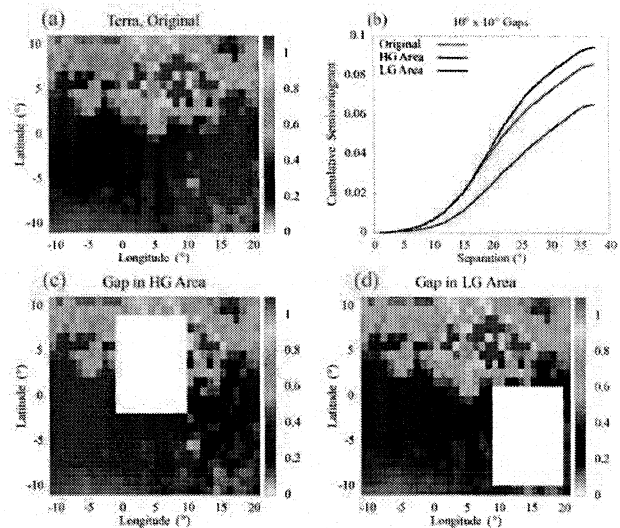 (a) Terra, Original
10
5
0
-5
-10
Latitude (°)
-10 -5 0 5 10 15 20
Longitude (°)
1
0.8
0.6
0.4
0.2
0
(b) 10° x 10° Gaps
Original
HG Area
LG Area
0.1
0.08
0.06
0.04
0.02
0
Cumulative Semivariogram
0 5 10 15 20 25 30 35 40
Separation (°)
(c) Gap in HG Area
10
5
0
-5
-10
Latitude (°)
-10 -5 0 5 10 15 20
Longitude (°)
1
0.8
0.6
0.4
0.2
0
(d) Gap in LG Area
10
5
0
-5
-10
Latitude (°)
-10 -5 0 5 10 15 20
Longitude (°)
1
0.8
0.6
0.4
0.2
0